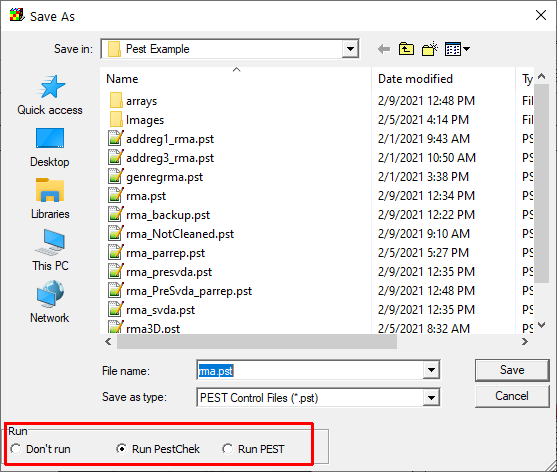 Save As
Save in: Pest Example
Name Date modified Ty
arrays 2/9/2021 12:48 PM Fil
Images 2/5/2021 4:14 PM Fil
addreg1_rma.pst 2/1/2021 9:43 AM PS
addreg3_rma.pst 2/1/2021 10:50 AM PS
genregrma.pst 2/1/2021 3:38 PM PS
rma.pst 2/9/2021 12:34 PM PS
rma_backup.pst 2/9/2021 12:22 PM PS
rma_NotCleaned.pst 2/9/2021 9:10 AM PS
rma_parrep.pst 2/5/2021 5:27 PM PS
rma_presvda.pst 2/9/2021 12:35 PM PS
rma_PreSvda_parrep.pst 2/9/2021 12:48 PM PS
rma_svda.pst 2/9/2021 12:35 PM PS
rma3D.pst 2/5/2021 8:32 AM PS
Quick access
Desktop
Libraries
This PC
Network
File name: rma.pst Save
Save as type: PEST Control Files (*.pst) Cancel
Run
Don't run Run PestChek Run PEST